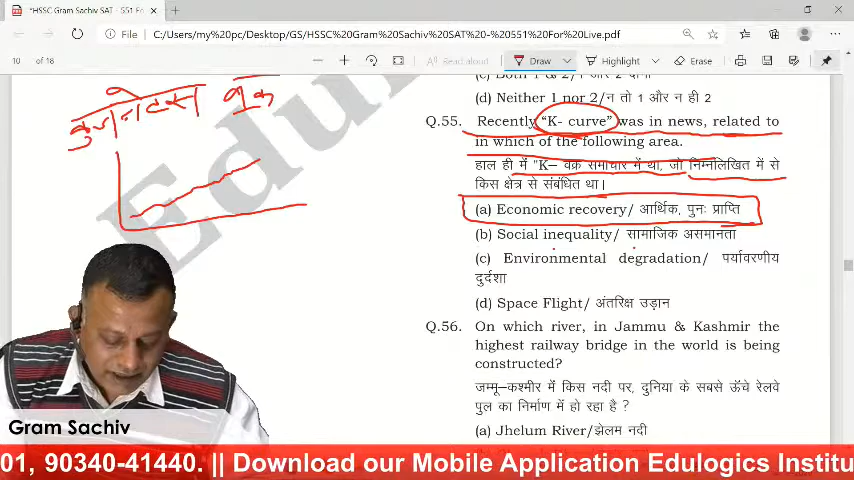 *HSSC Gram Sachiv SAT - 551 F
File
C:/Users/my%20pc/Desktop/GS/HSSC%20Gram%20Sachiv%20SAT%20-%20551%20For%20Live.pdf
10 of 18
Read aloud
Draw
Highlight
Erase
(d) Neither 1 nor 2/न तो 1 और न ही 2
Q.55. Recently "K- curve" was in news, related to
in which of the following area.
हाल ही में "K– वक्र समाचार में था, जो निम्नलिखित में से
किस क्षेत्र से संबंधित था।
(a) Economic recovery/ आर्थिक, पुनः प्राप्ति
(b) Social inequality/ सामाजिक असमानता
(c) Environmental degradation/ पर्यावरणीय
दुर्दशा
(d) Space Flight/ अंतरिक्ष उड़ान
Q.56. On which river, in Jammu & Kashmir the
highest railway bridge in the world is being
constructed?
जम्मू-कश्मीर में किस नदी पर, दुनिया के सबसे ऊँचे रेलवे
पुल का निर्माण में हो रहा है ?
(a) Jhelum River/झेलम नदी
Edu
Gram Sachiv
01, 90340-41440. || Download our Mobile Application Edulogics Institu